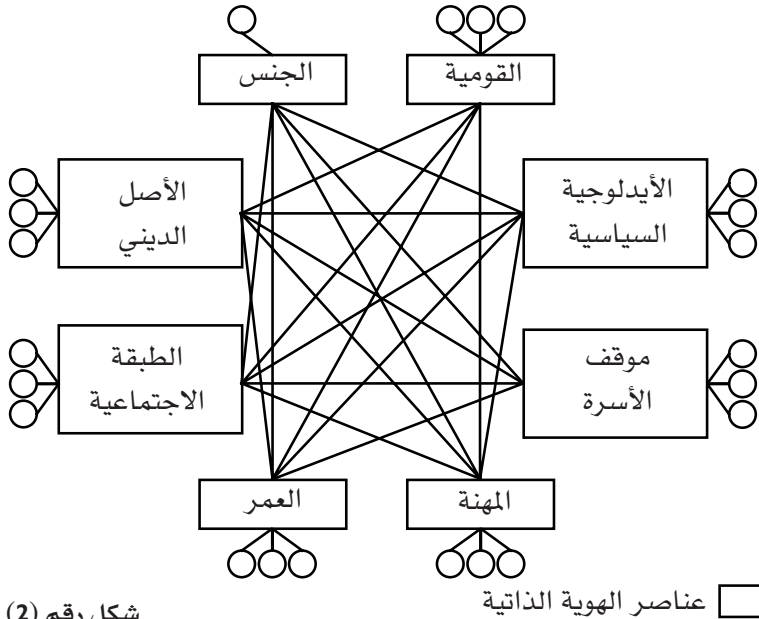 القومية
الجنس
الأيدلوجية
السياسية
الأصل
الديني
موقف
الأسرة
الطبقة
الاجتماعية
المهنة
العمر
عناصر الهوية الذاتية
شكل رقم (2)